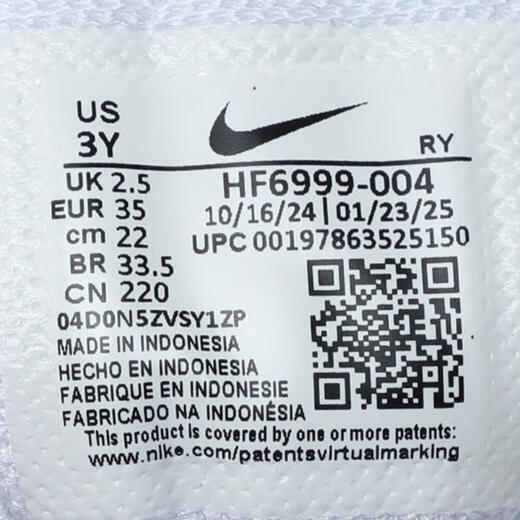 US
3Y
RY
UK 2.5
HF6999-004
EUR 35
10/16/24 | 01/23/25
cm 22
UPC 00197863525150
BR 33.5
CN 220
04D0N5ZVSY1ZP
MADE IN INDONESIA
HECHO EN INDONESIA
FABRIQUE EN INDONESIE
FABRICADO NA INDONÉSIA
This product is covered by one or more patents:
www.nike.com/patentsvirtualmarking